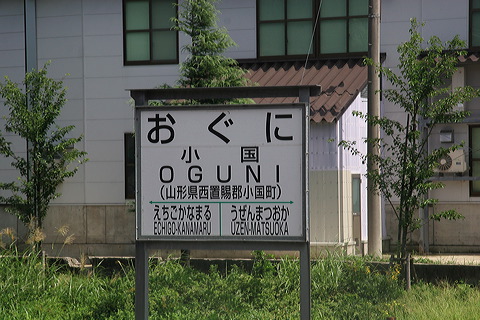 おぐに
小国
OGUNI
(山形県西置賜郡小国町)
えちごかなまる うぜんまつおか
ECHIGO-KANAMARU UZEN-MATSUOKA